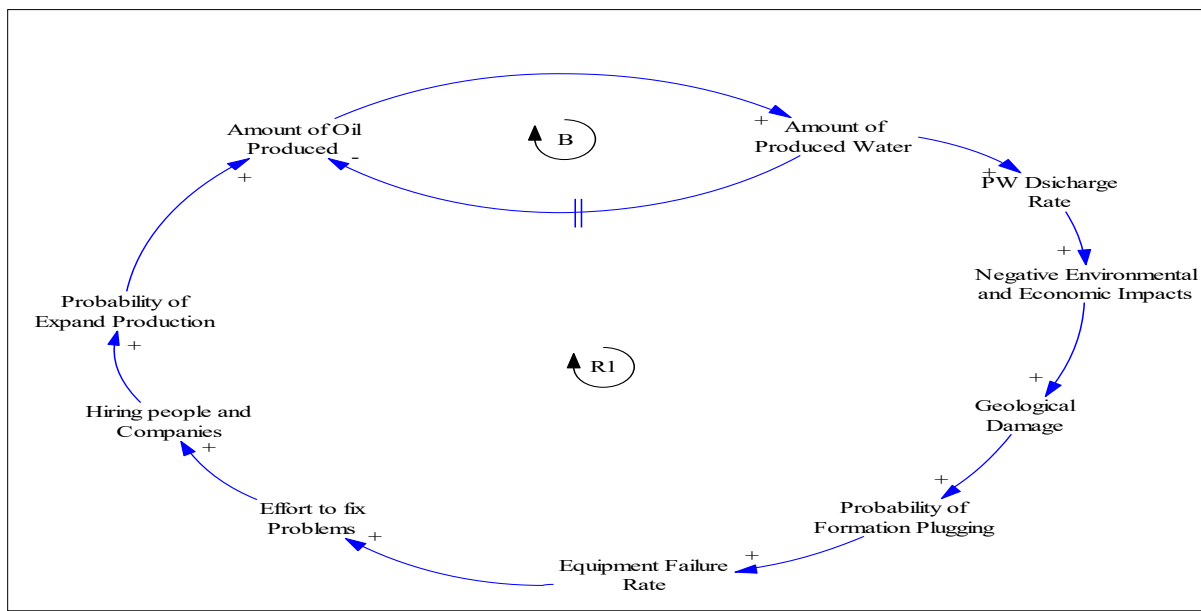 Amount of Oil
Produced
-
+
B
+
Amount of
Produced Water
+
PW Dsicharge
Rate
+
Negative Environmental
and Economic Impacts
+
Geological
Damage
+
Probability of
Formation Plugging
+
Equipment Failure
Rate
+
Effort to fix
Problems
+
Hiring people and
Companies
+
Probability of
Expand Production
R1